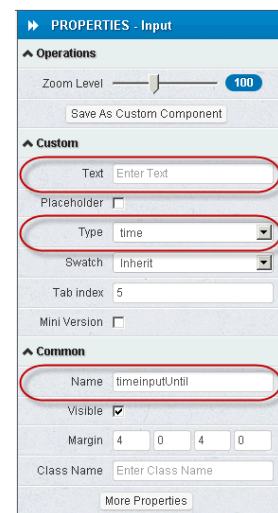 PROPERTIES - Input
Operations
Zoom Level 100
Save As Custom Component
Custom
Text Enter Text
Placeholder
Type time
Swatch Inherit
Tab index 5
Mini Version
Common
Name timeinputUntil
Visible
Margin 4 0 4 0
Class Name Enter Class Name
More Properties